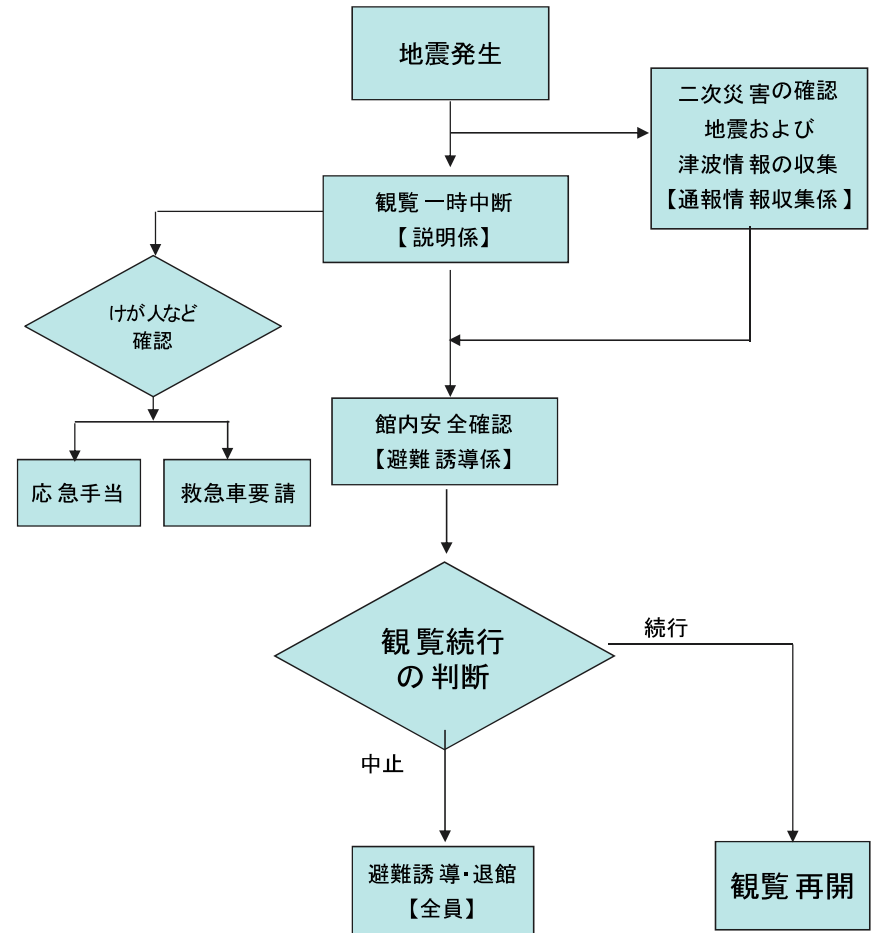 地震発生
二次災害の確認
地震および
津波情報の収集
【通報情報収集係】
観覧一時中断
【説明係】
けが人など
確認
館内安全確認
【避難誘導係】
応急手当
救急車要請
観覧続行
の判断
続行
中止
避難誘導・退館
【全員】
観覧再開